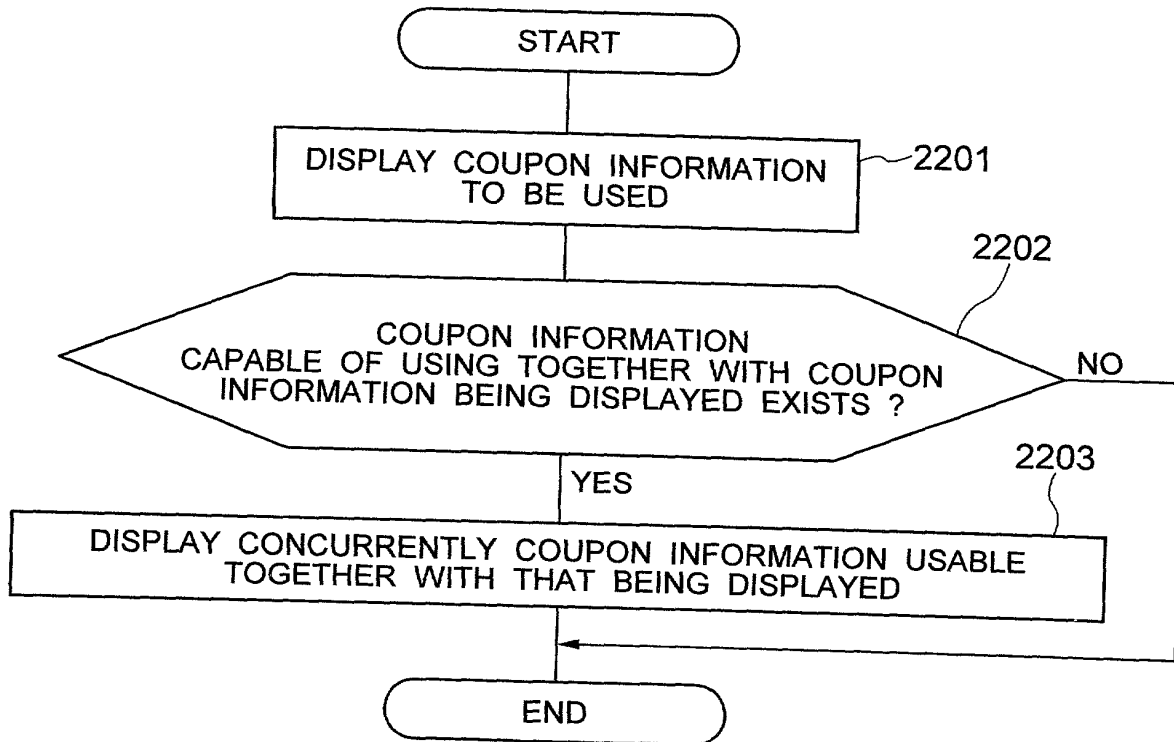 START
DISPLAY COUPON INFORMATION
TO BE USED
2201
2202
COUPON INFORMATION
CAPABLE OF USING TOGETHER WITH COUPON
INFORMATION BEING DISPLAYED EXISTS ?
NO
YES
2203
DISPLAY CONCURRENTLY COUPON INFORMATION USABLE
TOGETHER WITH THAT BEING DISPLAYED
END